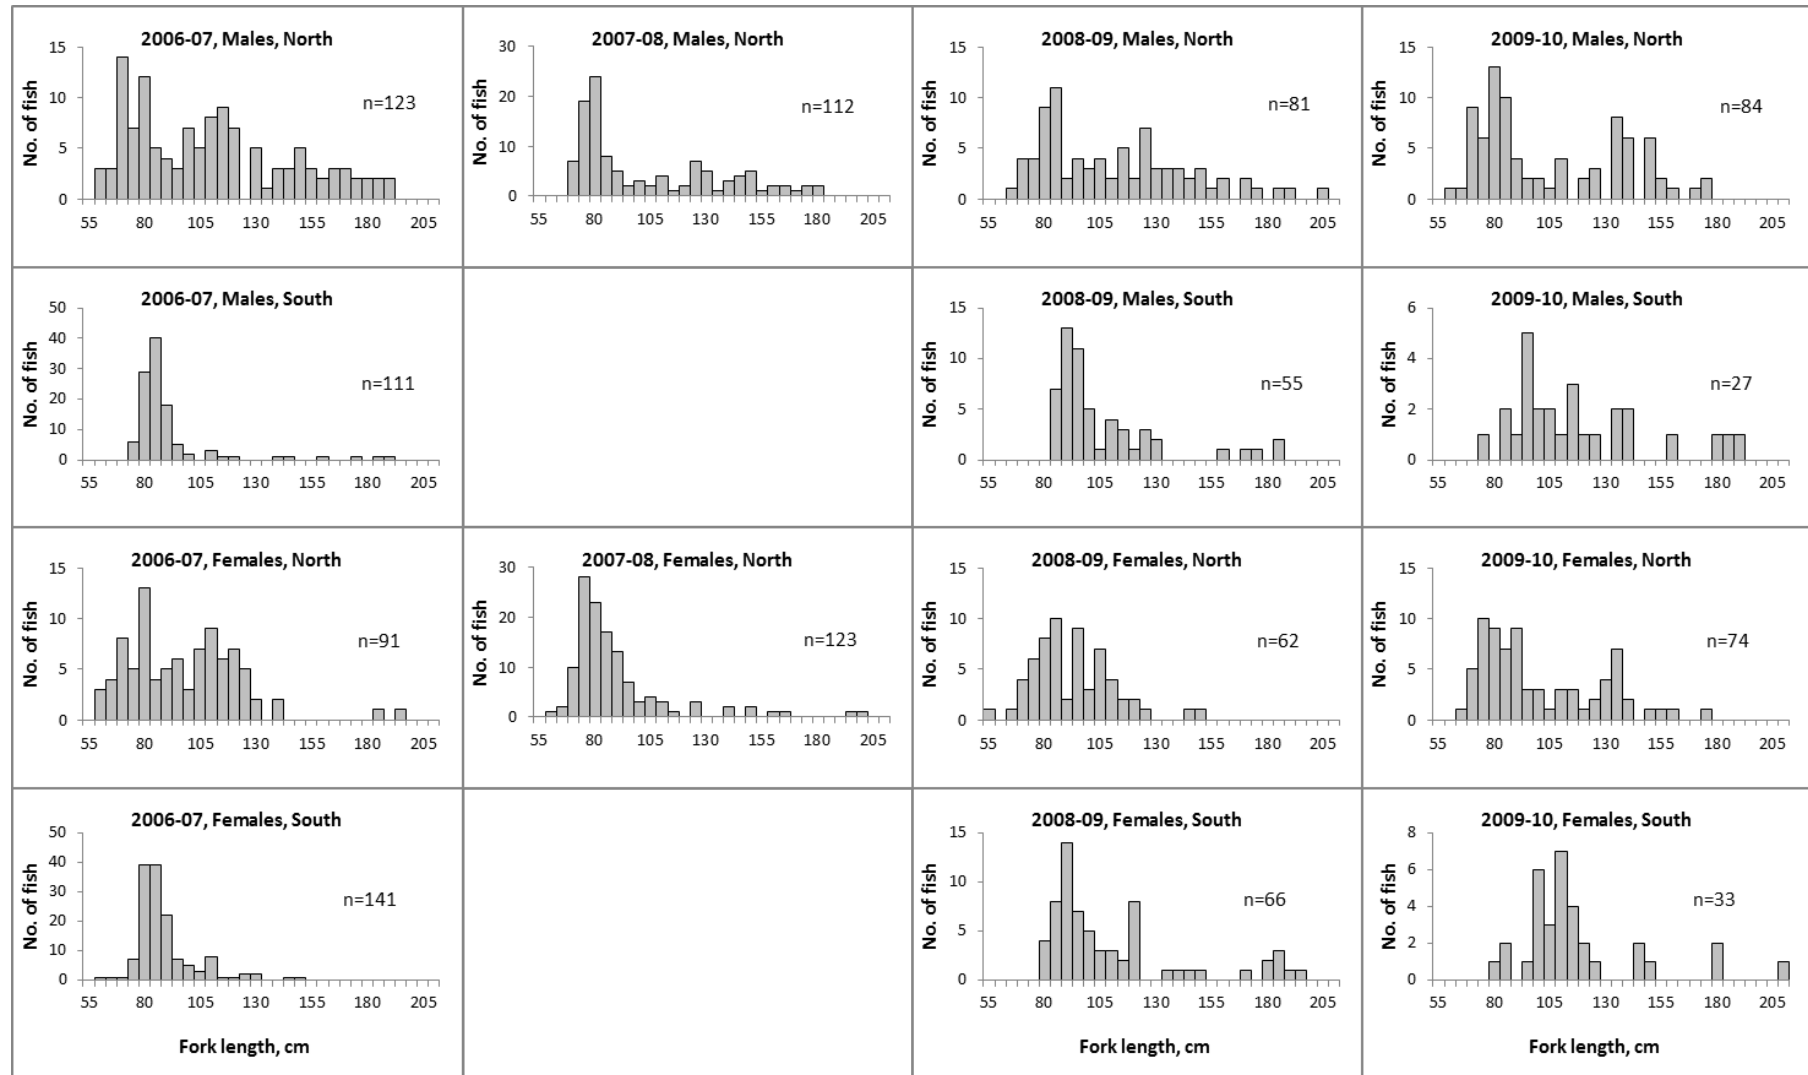 2006-07, Males, North
No. of fish
15
10
5
0
n=123
55 80 105 130 155 180 205
2007-08, Males, North
No. of fish
30
20
10
0
n=112
55 80 105 130 155 180 205
2008-09, Males, North
No. of fish
15
10
5
0
n=81
55 80 105 130 155 180 205
2009-10, Males, North
No. of fish
15
10
5
0
n=84
55 80 105 130 155 180 205
2006-07, Males, South
No. of fish
50
40
30
20
10
0
n=111
55 80 105 130 155 180 205
2008-09, Males, South
No. of fish
15
10
5
0
n=55
55 80 105 130 155 180 205
2009-10, Males, South
No. of fish
6
4
2
0
n=27
55 80 105 130 155 180 205
2006-07, Females, North
No. of fish
15
10
5
0
n=91
55 80 105 130 155 180 205
2007-08, Females, North
No. of fish
30
20
10
0
n=123
55 80 105 130 155 180 205
2008-09, Females, North
No. of fish
15
10
5
0
n=62
55 80 105 130 155 180 205
2009-10, Females, North
No. of fish
15
10
5
0
n=74
55 80 105 130 155 180 205
2006-07, Females, South
No. of fish
50
40
30
20
10
0
n=141
55 80 105 130 155 180 205
Fork length, cm
2008-09, Females, South
No. of fish
15
10
5
0
n=66
55 80 105 130 155 180 205
Fork length, cm
2009-10, Females, South
No. of fish
8
6
4
2
0
n=33
55 80 105 130 155 180 205
Fork length, cm